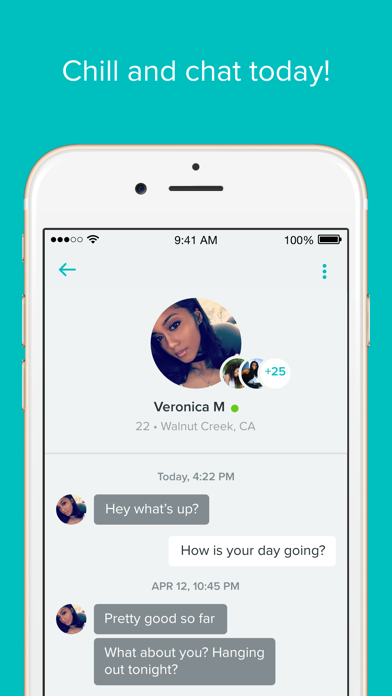 Chill and chat today!
9:41 AM
100%
+25
Veronica M
22 • Walnut Creek, CA
Today, 4:22 PM
Hey what's up?
How is your day going?
APR 12, 10:45 PM
Pretty good so far
What about you? Hanging
out tonight?